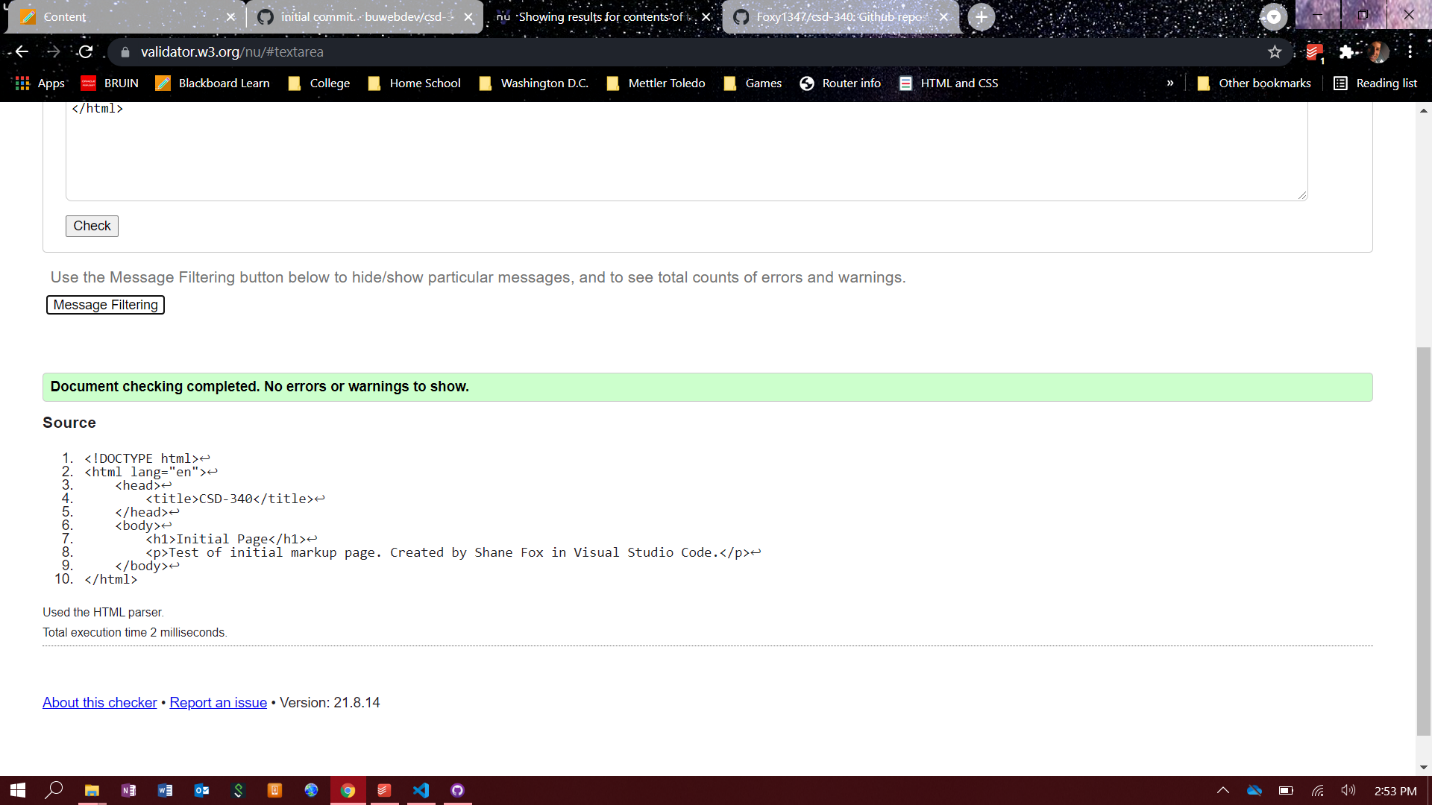 Content
initial commit. · buwebdev/csd-
Showing results for contents of
Foxy1347/csd-340: Github repo
validator.w3.org/nu/#textarea
1
Apps BRUIN Blackboard Learn College Home School Washington D.C. Mettler Toledo Games Router info HTML and CSS » Other bookmarks Reading list
</html>
Check
Use the Message Filtering button below to hide/show particular messages, and to see total counts of errors and warnings.
Message Filtering
Document checking completed. No errors or warnings to show.
Source
1. <!DOCTYPE html>↩
2. <html lang="en">↩
3. <head>↩
4. <title>CSD-340</title>↩
5. </head>↩
6. <body>↩
7. <h1>Initial Page</h1>↩
8. <p>Test of initial markup page. Created by Shane Fox in Visual Studio Code.</p>↩
9. </body>↩
10. </html>
Used the HTML parser.
Total execution time 2 milliseconds.
About this checker • Report an issue • Version: 21.8.14
2:53 PM